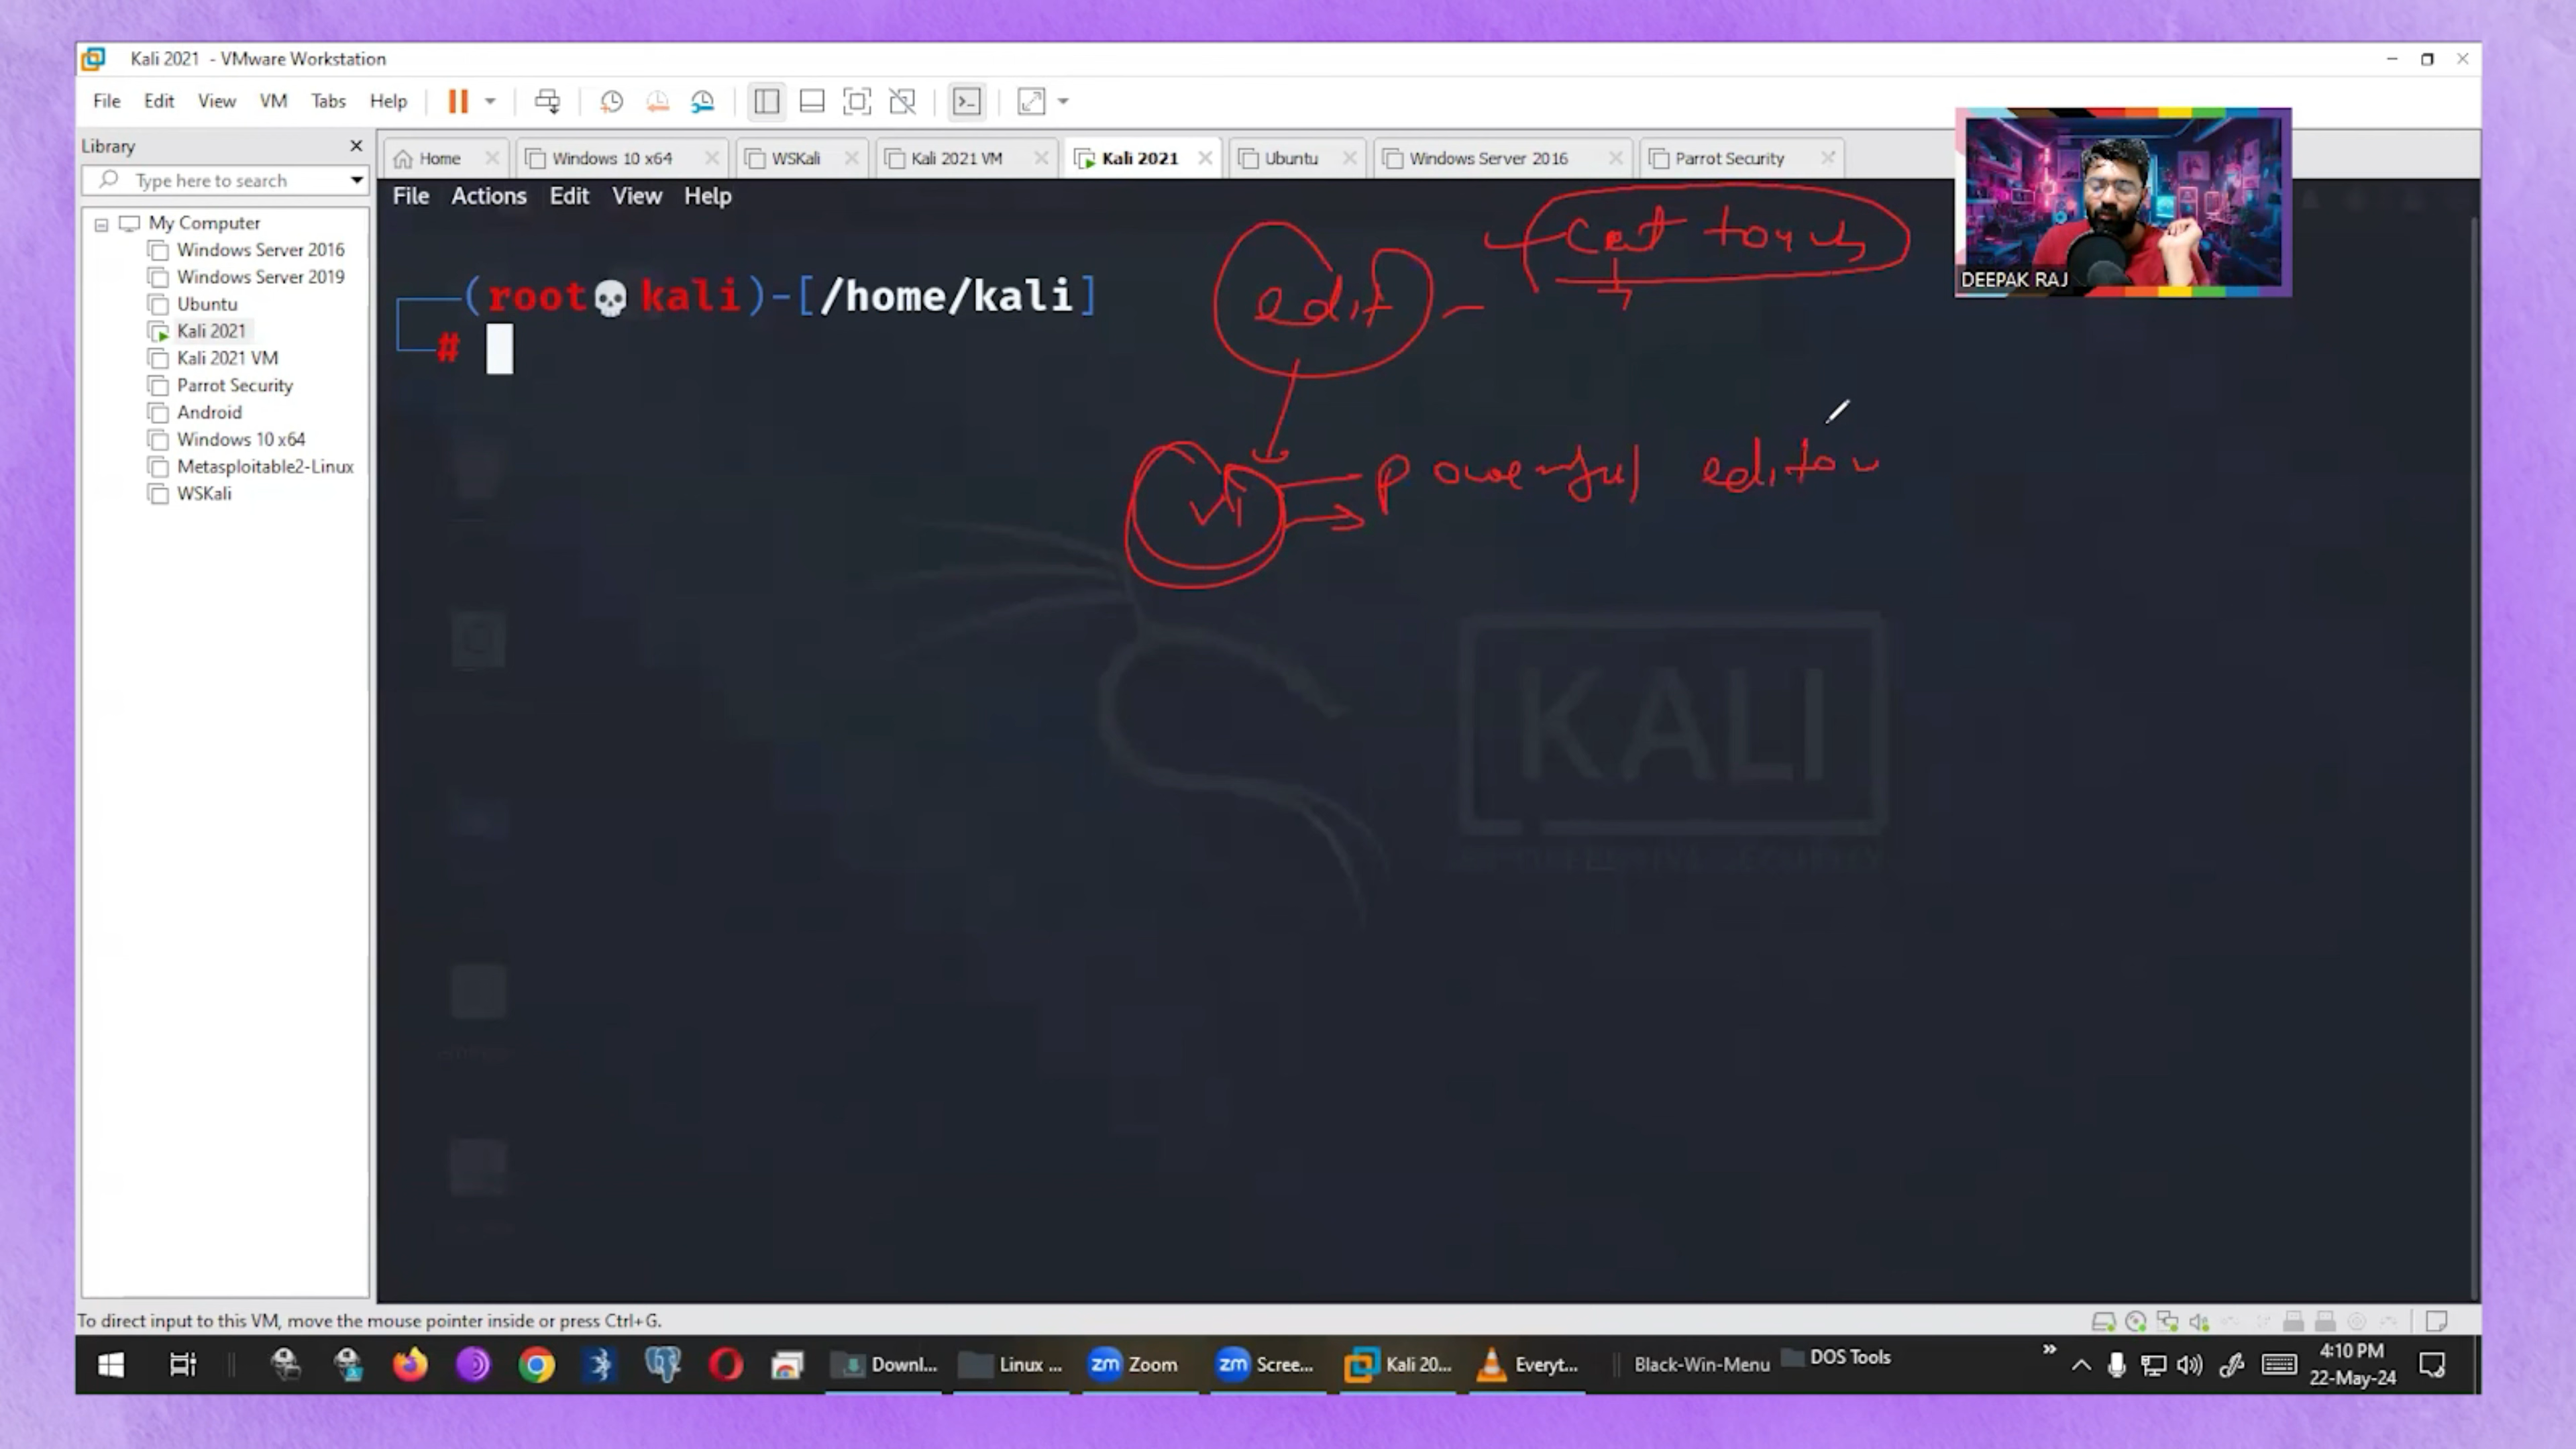 Kali 2021 - VMware Workstation
File Edit View VM Tabs Help
Library
Type here to search
My Computer
Windows Server 2016
Windows Server 2019
Ubuntu
Kali 2021
Kali 2021 VM
Parrot Security
Android
Windows 10 x64
Metasploitable2-Linux
WSKali
Home Windows 10 x64 WSKali Kali 2021 VM Kali 2021 Ubuntu Windows Server 2016 Parrot Security
File Actions Edit View Help
(root💀kali)-[/home/kali]
#
cat touch
edit
vi
powerful editor
DEEPAK RAJ
KALI
To direct input to this VM, move the mouse pointer inside or press Ctrl+G.
Downl... Linux ... zm Zoom zm Scree... Kali 20... Everyt... Black-Win-Menu DOS Tools
4:10 PM
22-May-24